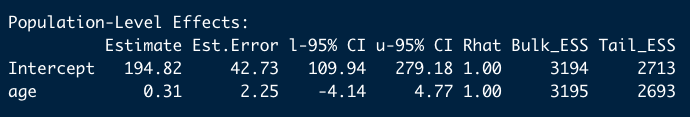 Population-Level Effects:
Estimate Est.Error l-95% CI u-95% CI Rhat Bulk_ESS Tail_ESS
Intercept 194.82 42.73 109.94 279.18 1.00 3194 2713
age 0.31 2.25 -4.14 4.77 1.00 3195 2693